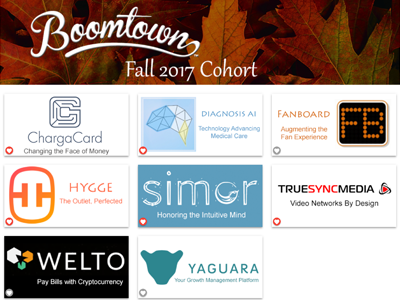 Boomtown
Fall 2017 Cohort
ChargaCard
Changing the Face of Money
DIAGNOSIS AI
Technology Advancing
Medical Care
FANBOARD
Augmenting the
Fan Experience
FB
HYGGE
The Outlet, Perfected
simer
Honoring the Intuitive Mind
TRUESYNCMEDIA
Video Networks By Design
WELTO
Pay Bills with Cryptocurrency
YAGUARA
Your Growth Management Platform